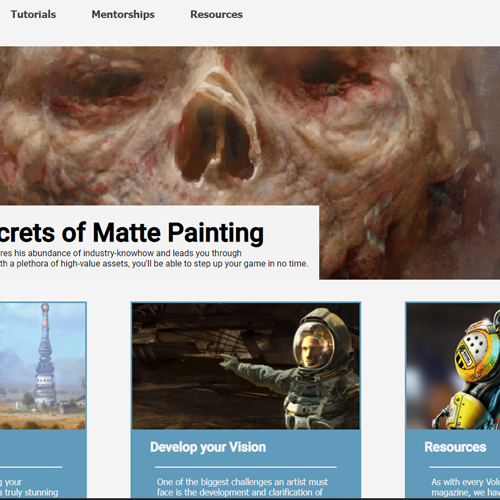 Tutorials Mentorships Resources
crets of Matte Painting
res his abundance of industry-knowhow and leads you through
th a plethora of high-value assets, you'll be able to step up your game in no time.
Develop your Vision
Resources
g your
a truly stunning
One of the biggest challenges an artist must
face is the development and clarification of
As with every Vol
magazine, we hav